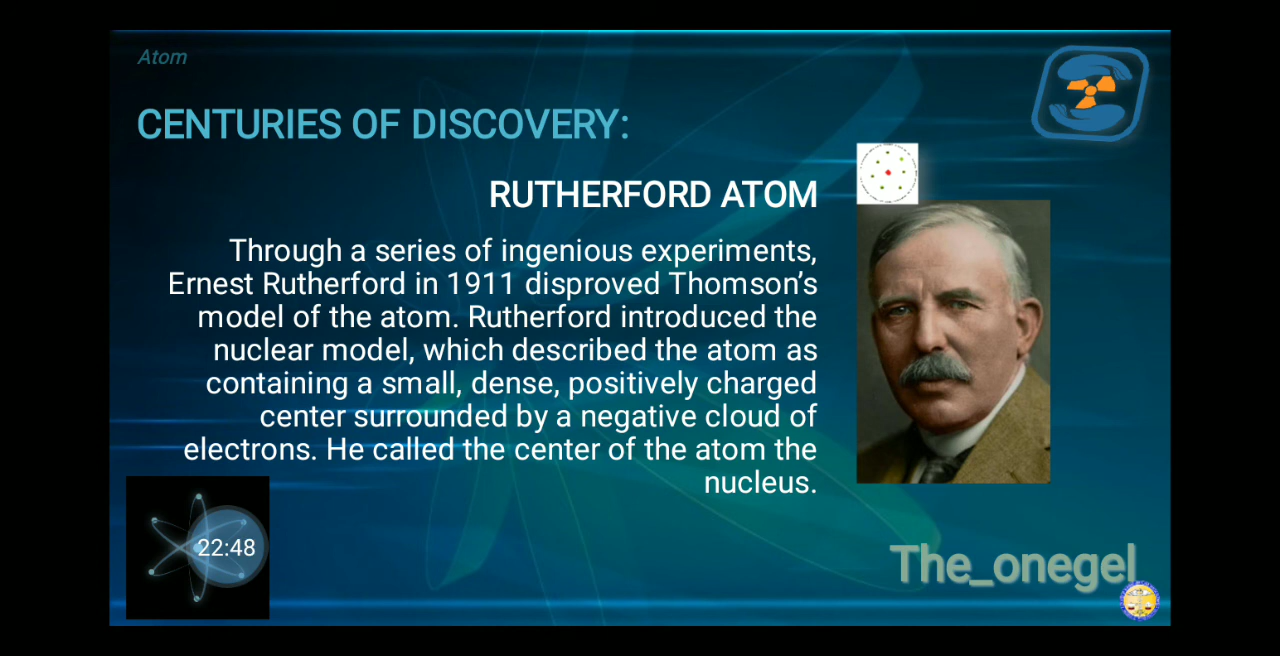 Atom
CENTURIES OF DISCOVERY:
RUTHERFORD ATOM
Through a series of ingenious experiments,
Ernest Rutherford in 1911 disproved Thomson’s
model of the atom. Rutherford introduced the
nuclear model, which described the atom as
containing a small, dense, positively charged
center surrounded by a negative cloud of
electrons. He called the center of the atom the
nucleus.
22:48
The_onegel